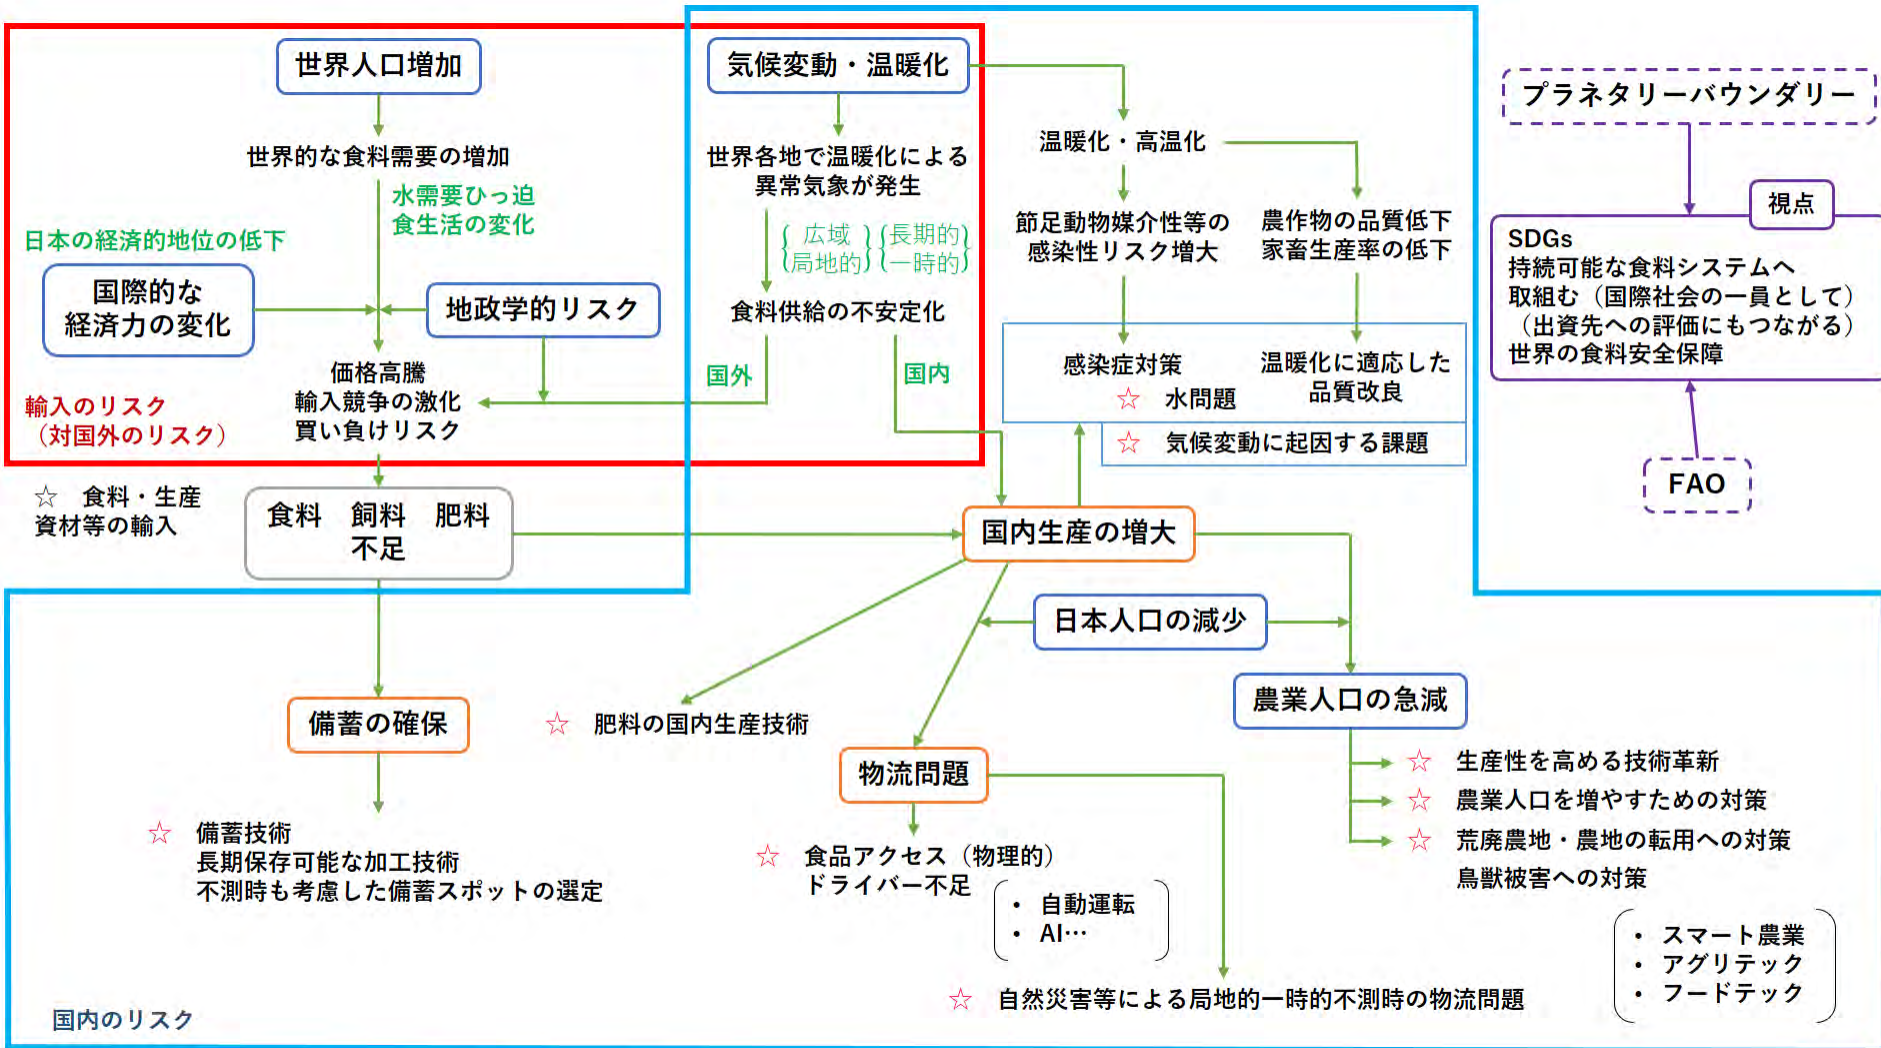 世界人口増加
世界的な食料需要の増加
水需要ひっ迫
食生活の変化
日本の経済的地位の低下
国際的な
経済力の変化
地政学的リスク
価格高騰
輸入競争の激化
買い負けリスク
輸入のリスク
（対国外のリスク）
気候変動・温暖化
世界各地で温暖化による
異常気象が発生
広域
局地的
長期的
一時的
食料供給の不安定化
国外
国内
温暖化・高温化
節足動物媒介性等の
感染性リスク増大
農作物の品質低下
家畜生産率の低下
感染症対策
☆ 水問題
温暖化に適応した
品質改良
☆ 気候変動に起因する課題
プラネタリーバウンダリー
視点
SDGs
持続可能な食料システムへ
取組む（国際社会の一員として）
（出資先への評価にもつながる）
世界の食料安全保障
FAO
☆ 食料・生産
資材等の輸入
食料 飼料 肥料
不足
国内生産の増大
日本人口の減少
農業人口の急減
備蓄の確保
☆ 肥料の国内生産技術
物流問題
☆ 生産性を高める技術革新
☆ 農業人口を増やすための対策
☆ 荒廃農地・農地の転用への対策
鳥獣被害への対策
☆ 備蓄技術
長期保存可能な加工技術
不測時も考慮した備蓄スポットの選定
☆ 食品アクセス（物理的）
ドライバー不足
・ 自動運転
・ AI…
・ スマート農業
・ アグリテック
・ フードテック
☆ 自然災害等による局地的一時的不測時の物流問題
国内のリスク